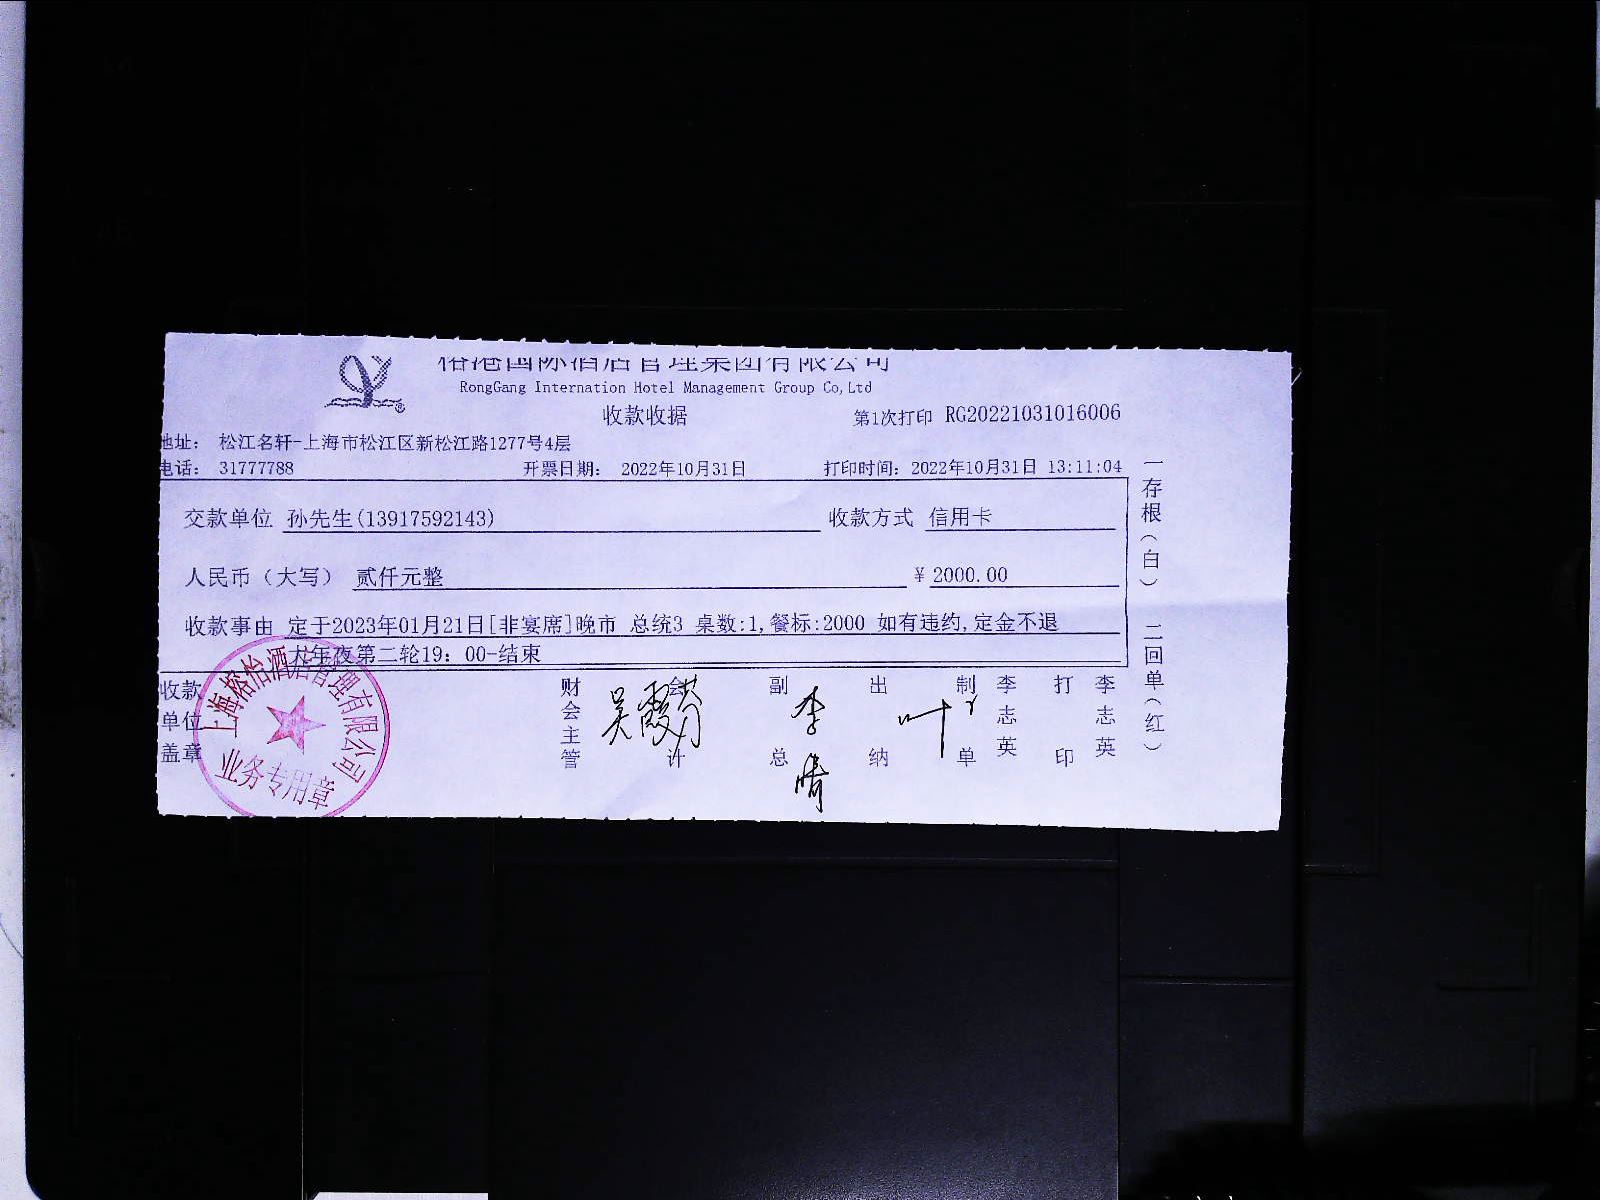 榕港国际酒店管理集团有限公司
RongGang Internation Hotel Management Group Co,Ltd
收款收据
第1次打印 RG20221031016006
地址： 松江名轩-上海市松江区新松江路1277号4层
电话： 31777788 开票日期： 2022年10月31日 打印时间：2022年10月31日 13:11:04
交款单位 孙先生(13917592143) 收款方式 信用卡
人民币（大写） 贰仟元整 ¥2000.00
收款事由 定于2023年01月21日[非宴席]晚市 总统3 桌数:1,餐标:2000 如有违约,定金不退
大年夜第二轮19：00-结束
收款单位盖章
上海榕怡酒店管理有限公司
业务专用章
财会主管 吴霞芳
会计
副总 李腾
出纳 叶
制单 李志英
打印 李志英
一存根（白） 二回单（红）